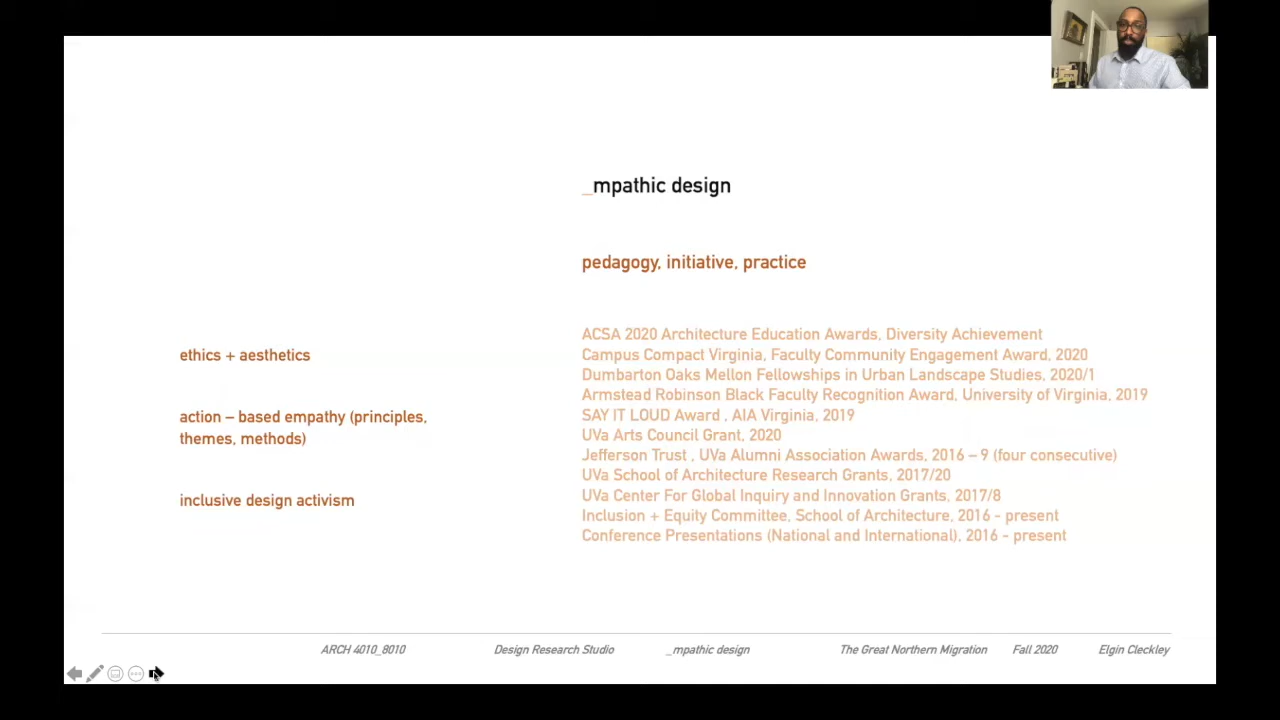 _mpathic design
pedagogy, initiative, practice
ethics + aesthetics
action – based empathy (principles,
themes, methods)
inclusive design activism
ACSA 2020 Architecture Education Awards, Diversity Achievement
Campus Compact Virginia, Faculty Community Engagement Award, 2020
Dumbarton Oaks Mellon Fellowships in Urban Landscape Studies, 2020/1
Armstead Robinson Black Faculty Recognition Award, University of Virginia, 2019
SAY IT LOUD Award , AIA Virginia, 2019
UVa Arts Council Grant, 2020
Jefferson Trust , UVa Alumni Association Awards, 2016 – 9 (four consecutive)
UVa School of Architecture Research Grants, 2017/20
UVa Center For Global Inquiry and Innovation Grants, 2017/8
Inclusion + Equity Committee, School of Architecture, 2016 - present
Conference Presentations (National and International), 2016 - present
ARCH 4010_8010 Design Research Studio _mpathic design The Great Northern Migration Fall 2020 Elgin Cleckley